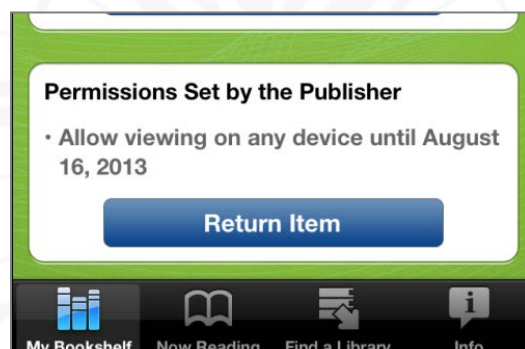 Permissions Set by the Publisher
· Allow viewing on any device until August
16, 2013
Return Item
My Bookshelf Now Reading Find a Library Info